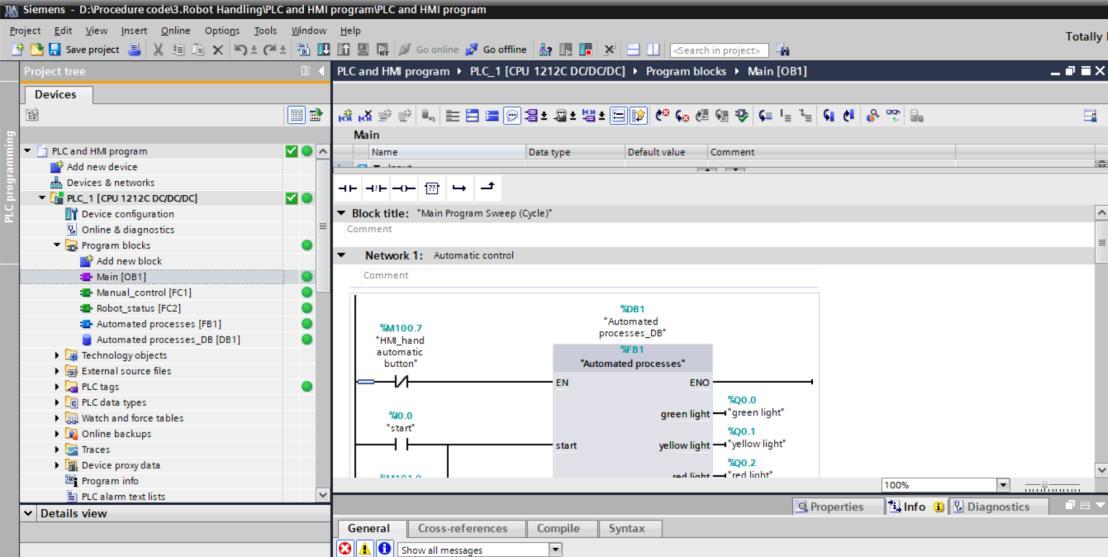 Siemens - D:\Procedure code\3.Robot Handling\PLC and HMI program\PLC and HMI program
Project Edit View Insert Online Options Tools Window Help
Totally
Save project Go online Go offline <Search in project>
Project tree
PLC and HMI program PLC_1 [CPU 1212C DC/DC/DC] Program blocks Main [OB1]
Devices
PLC programming
Main
Name Data type Default value Comment
PLC and HMI program
Add new device
Devices & networks
PLC_1 [CPU 1212C DC/DC/DC]
Device configuration
Online & diagnostics
Program blocks
Add new block
Main [OB1]
Manual_control [FC1]
Robot_status [FC2]
Automated processes [FB1]
Automated processes_DB [DB1]
Technology objects
External source files
PLC tags
PLC data types
Watch and force tables
Online backups
Traces
Device proxy data
Program info
PLC alarm text lists
Details view
??
Block title: "Main Program Sweep (Cycle)"
Comment
Network 1: Automatic control
Comment
%DB1
"Automated
processes_DB"
%M100.7
"HMI_hand
automatic
button"
%FB1
"Automated processes"
EN ENO
%I0.0
"start"
start
green light
%Q0.0
"green light"
yellow light
%Q0.1
"yellow light"
red light
%Q0.2
"red light"
100%
Properties Info Diagnostics
General Cross-references Compile Syntax
Show all messages